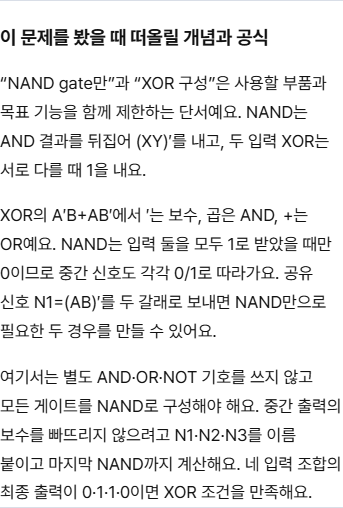 이 문제를 봤을 때 떠올릴 개념과 공식
“NAND gate만”과 “XOR 구성”은 사용할 부품과
목표 기능을 함께 제한하는 단서예요. NAND는
AND 결과를 뒤집어 (XY)′를 내고, 두 입력 XOR는
서로 다를 때 1을 내요.
XOR의 A′B+AB′에서 ′는 보수, 곱은 AND, +는
OR예요. NAND는 입력 둘을 모두 1로 받았을 때만
0이므로 중간 신호도 각각 0/1로 따라가요. 공유
신호 N1=(AB)′를 두 갈래로 보내면 NAND만으로
필요한 두 경우를 만들 수 있어요.
여기서는 별도 AND·OR·NOT 기호를 쓰지 않고
모든 게이트를 NAND로 구성해야 해요. 중간 출력의
보수를 빠뜨리지 않으려고 N1·N2·N3를 이름
붙이고 마지막 NAND까지 계산해요. 네 입력 조합의
최종 출력이 0·1·1·0이면 XOR 조건을 만족해요.